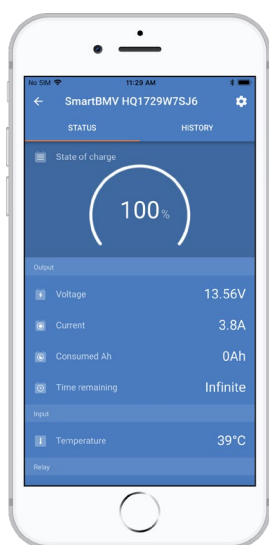 No SIM 11:29 AM
SmartBMV HQ1729W7SJ6
STATUS HISTORY
State of charge
100%
Output
Voltage 13.56V
Current 3.8A
Consumed Ah 0Ah
Time remaining Infinite
Input
Temperature 39°C
Relay